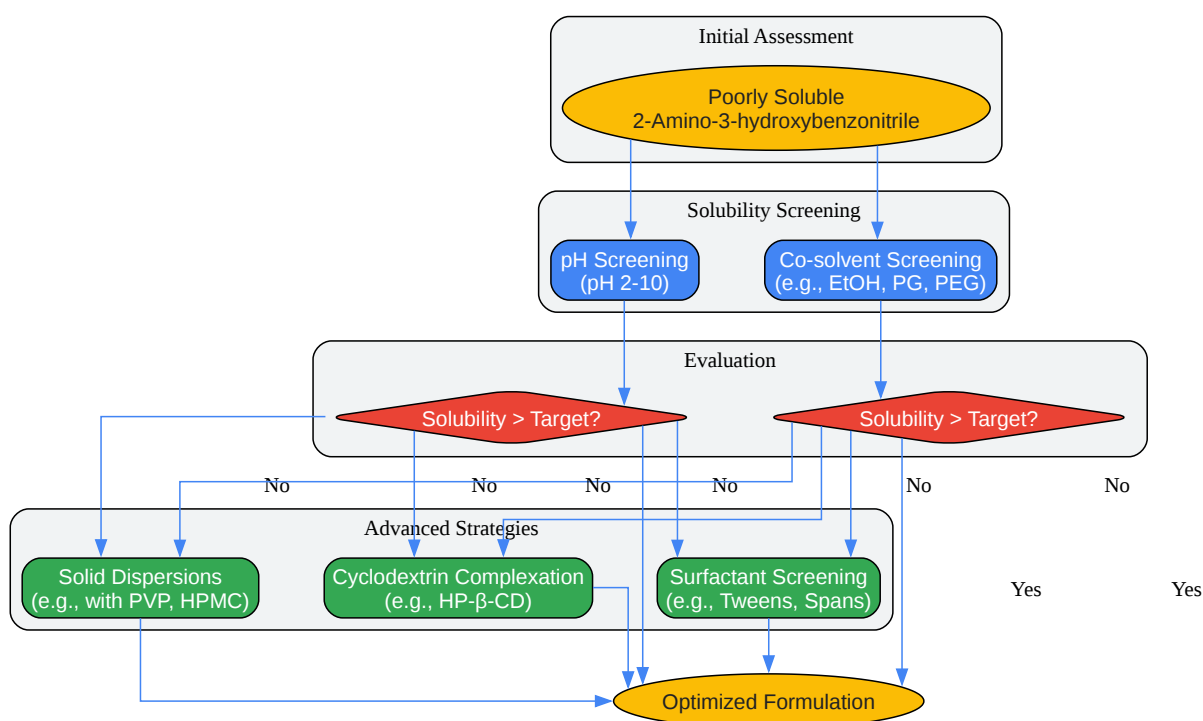 Initial Assessment
Poorly Soluble
2-Amino-3-hydroxybenzonitrile
Solubility Screening
pH Screening
(pH 2-10)
Co-solvent Screening
(e.g., EtOH, PG, PEG)
Evaluation
Solubility > Target?
Solubility > Target?
No
No
No
No
No
No
Advanced Strategies
Solid Dispersions
(e.g., with PVP, HPMC)
Cyclodextrin Complexation
(e.g., HP-β-CD)
Surfactant Screening
(e.g., Tweens, Spans)
Yes
Yes
Optimized Formulation